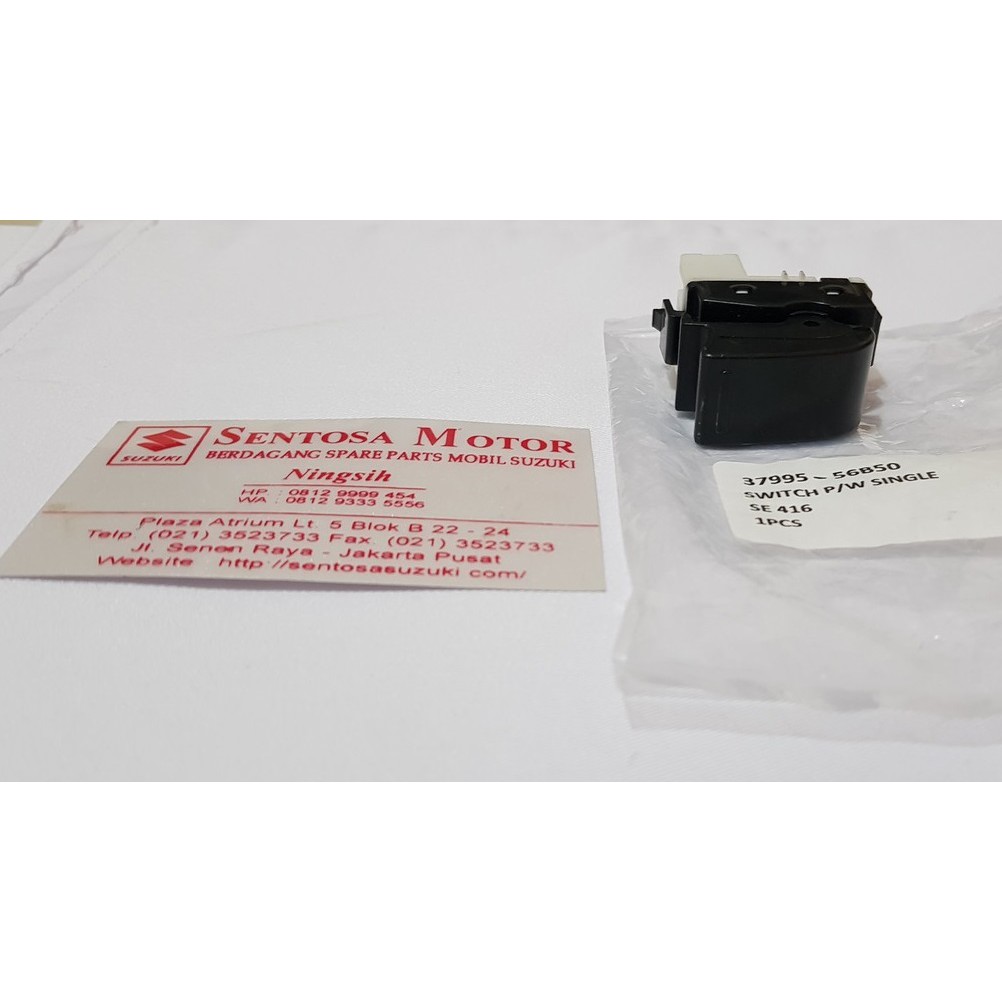 SUZUKI
SENTOSA MOTOR
BERDAGANG SPARE PARTS MOBIL SUZUKI
Ningsih
HP : 0812 9999 454
WA : 0812 9333 5556
Plaza Atrium Lt. 5 Blok B 22 - 24
Telp. (021) 3523733 Fax. (021) 3523733
Jl. Senen Raya - Jakarta Pusat
Website http://sentosasuzuki com/
37995 - 56B50
SWITCH P/W SINGLE
SE 416
1PCS